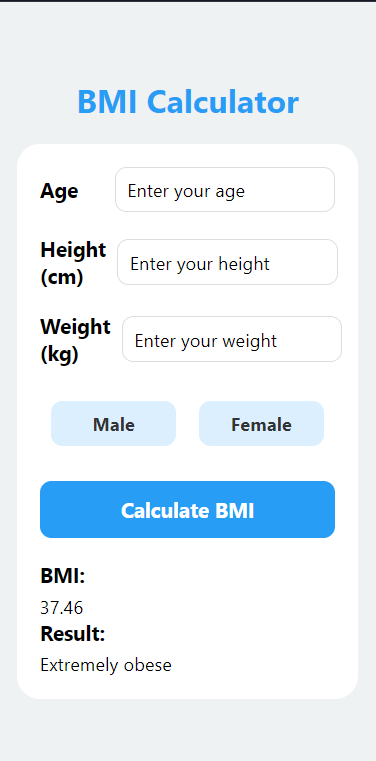 BMI Calculator
Age
Enter your age
Height
(cm)
Enter your height
Weight
(kg)
Enter your weight
Male
Female
Calculate BMI
BMI:
37.46
Result:
Extremely obese